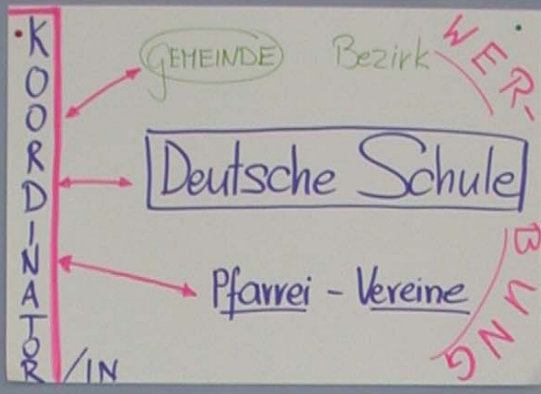 KOORDINATOR/IN
GEMEINDE Bezirk
WER-
Deutsche Schule
BUNG
Pfarrei - Vereine